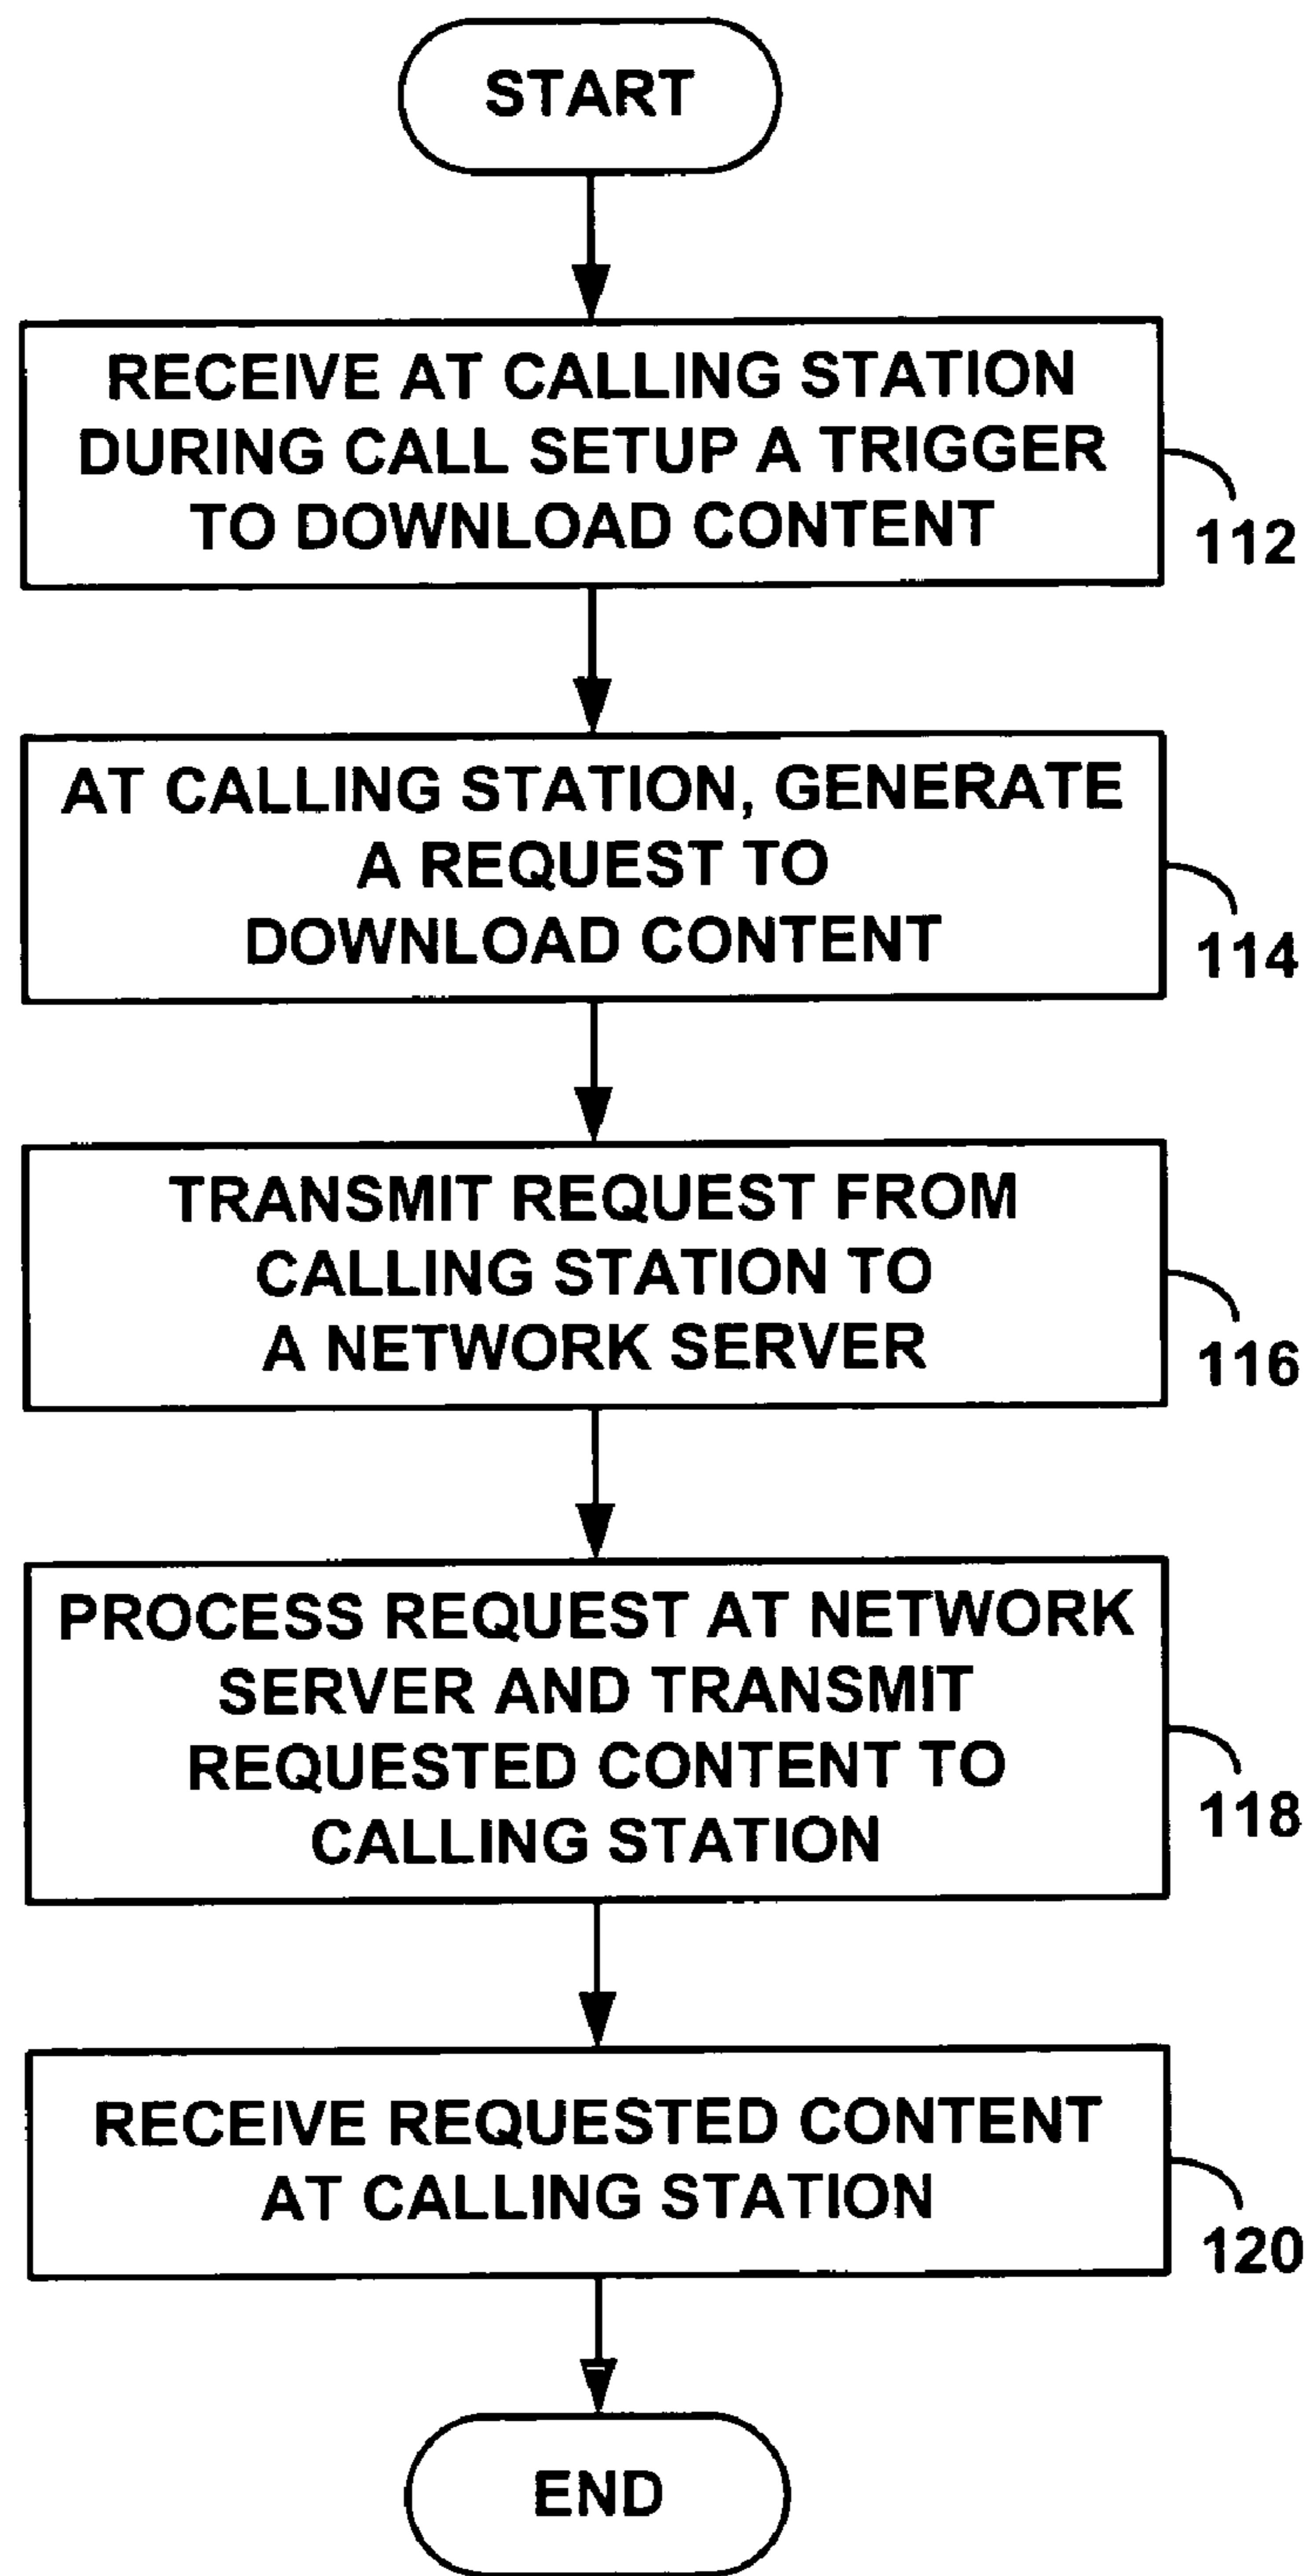 START
RECEIVE AT CALLING STATION
DURING CALL SETUP A TRIGGER
TO DOWNLOAD CONTENT
112
AT CALLING STATION, GENERATE
A REQUEST TO
DOWNLOAD CONTENT
114
TRANSMIT REQUEST FROM
CALLING STATION TO
A NETWORK SERVER
116
PROCESS REQUEST AT NETWORK
SERVER AND TRANSMIT
REQUESTED CONTENT TO
CALLING STATION
118
RECEIVE REQUESTED CONTENT
AT CALLING STATION
120
END